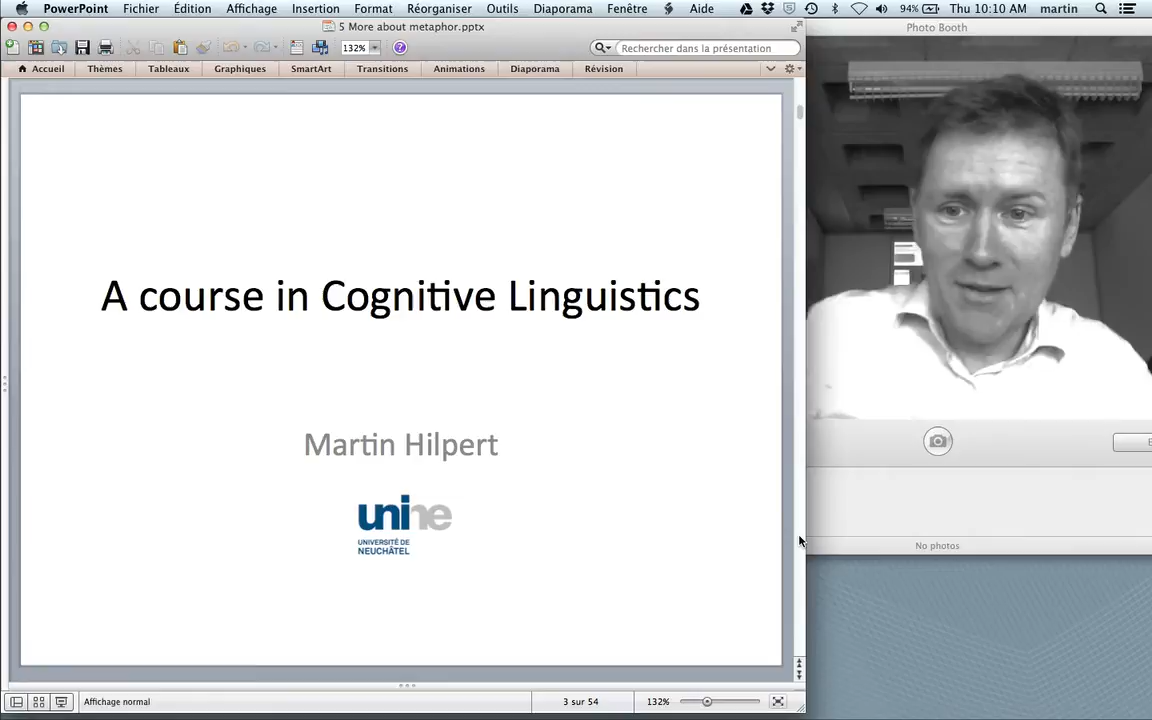 PowerPoint Fichier Édition Affichage Insertion Format Réorganiser Outils Diaporama Fenêtre Aide 94% Thu 10:10 AM martin
5 More about metaphor.pptx
Photo Booth
132%
Rechercher dans la présentation
Accueil Thèmes Tableaux Graphiques SmartArt Transitions Animations Diaporama Révision
A course in Cognitive Linguistics
Martin Hilpert
unine
UNIVERSITÉ DE
NEUCHÂTEL
No photos
Affichage normal
3 sur 54
132%